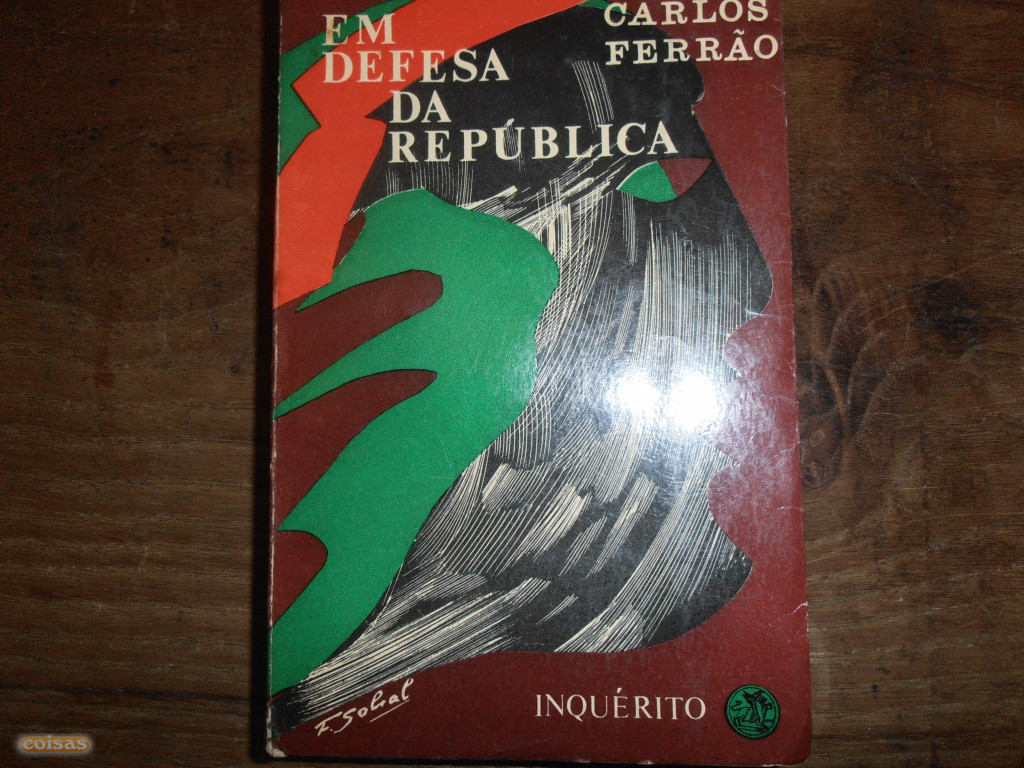 EM
DEFESA
DA
REPÚBLICA
CARLOS
FERRÃO
F. Sobral
INQUÉRITO
coisas